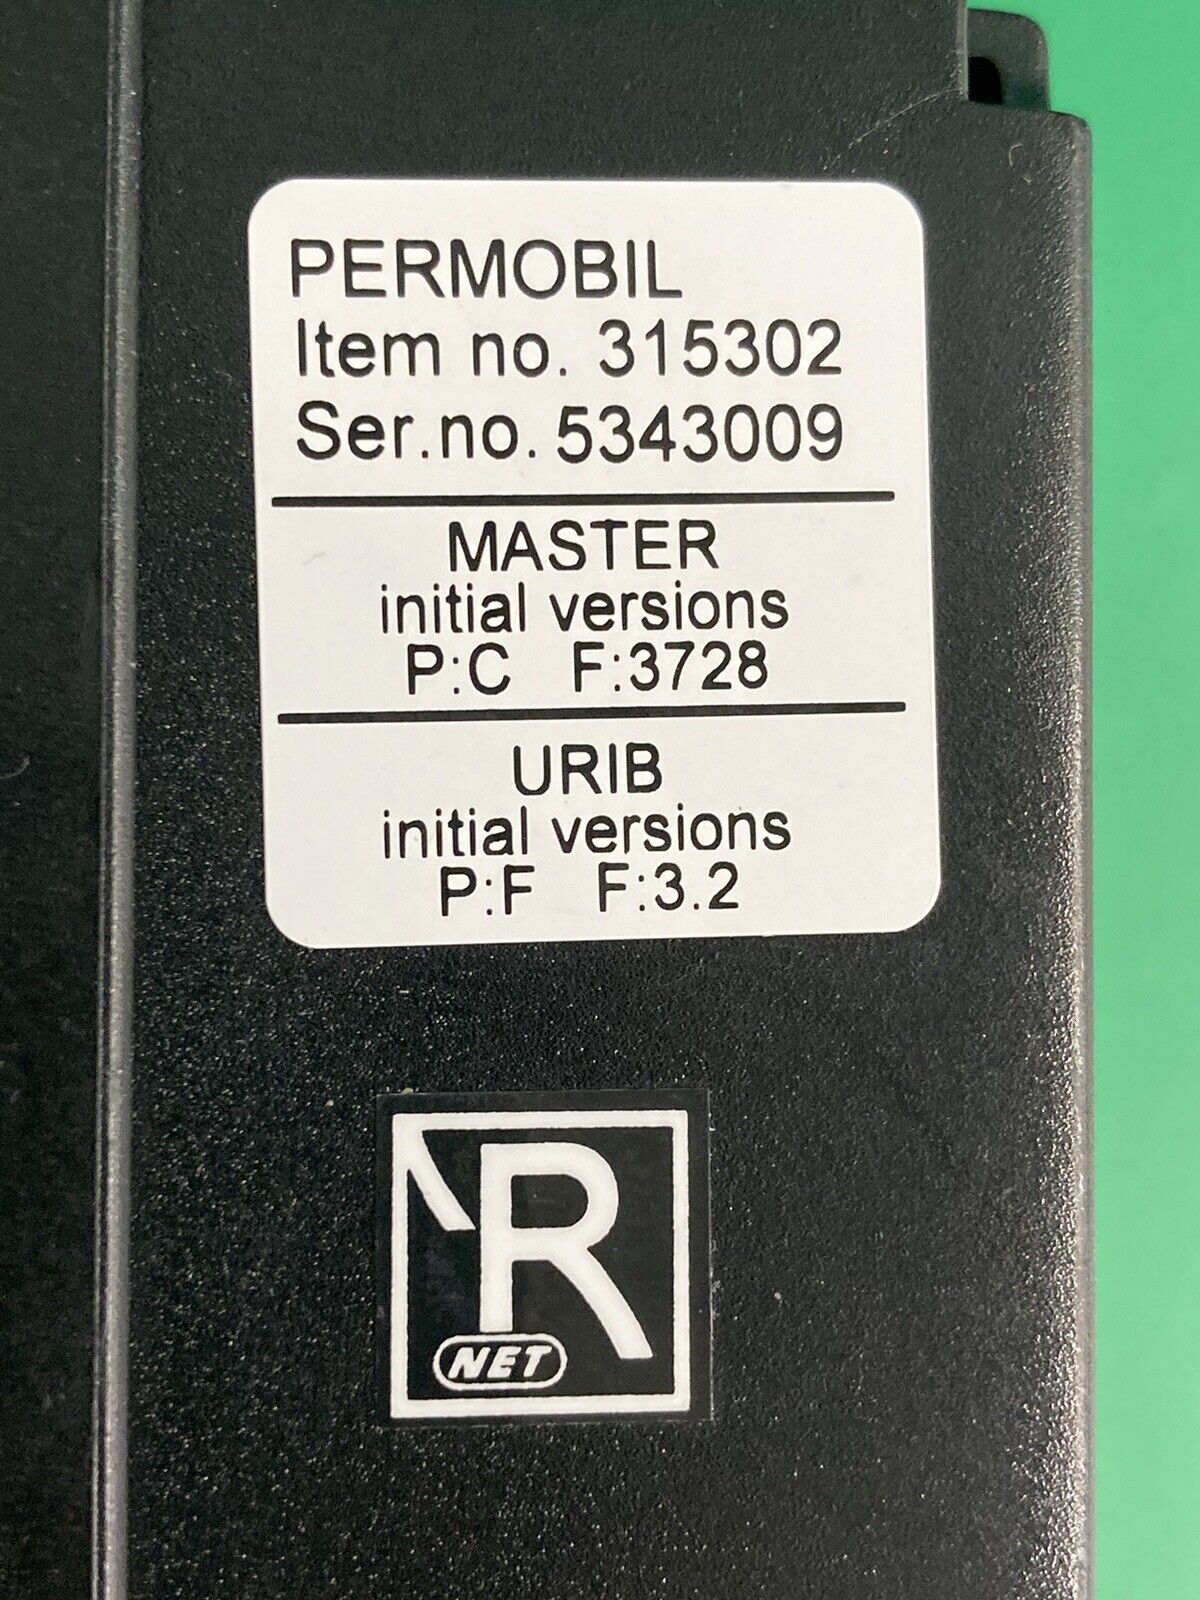 PERMOBIL
Item no. 315302
Ser.no. 5343009
MASTER
initial versions
P:C F:3728
URIB
initial versions
P:F F:3.2
R
NET